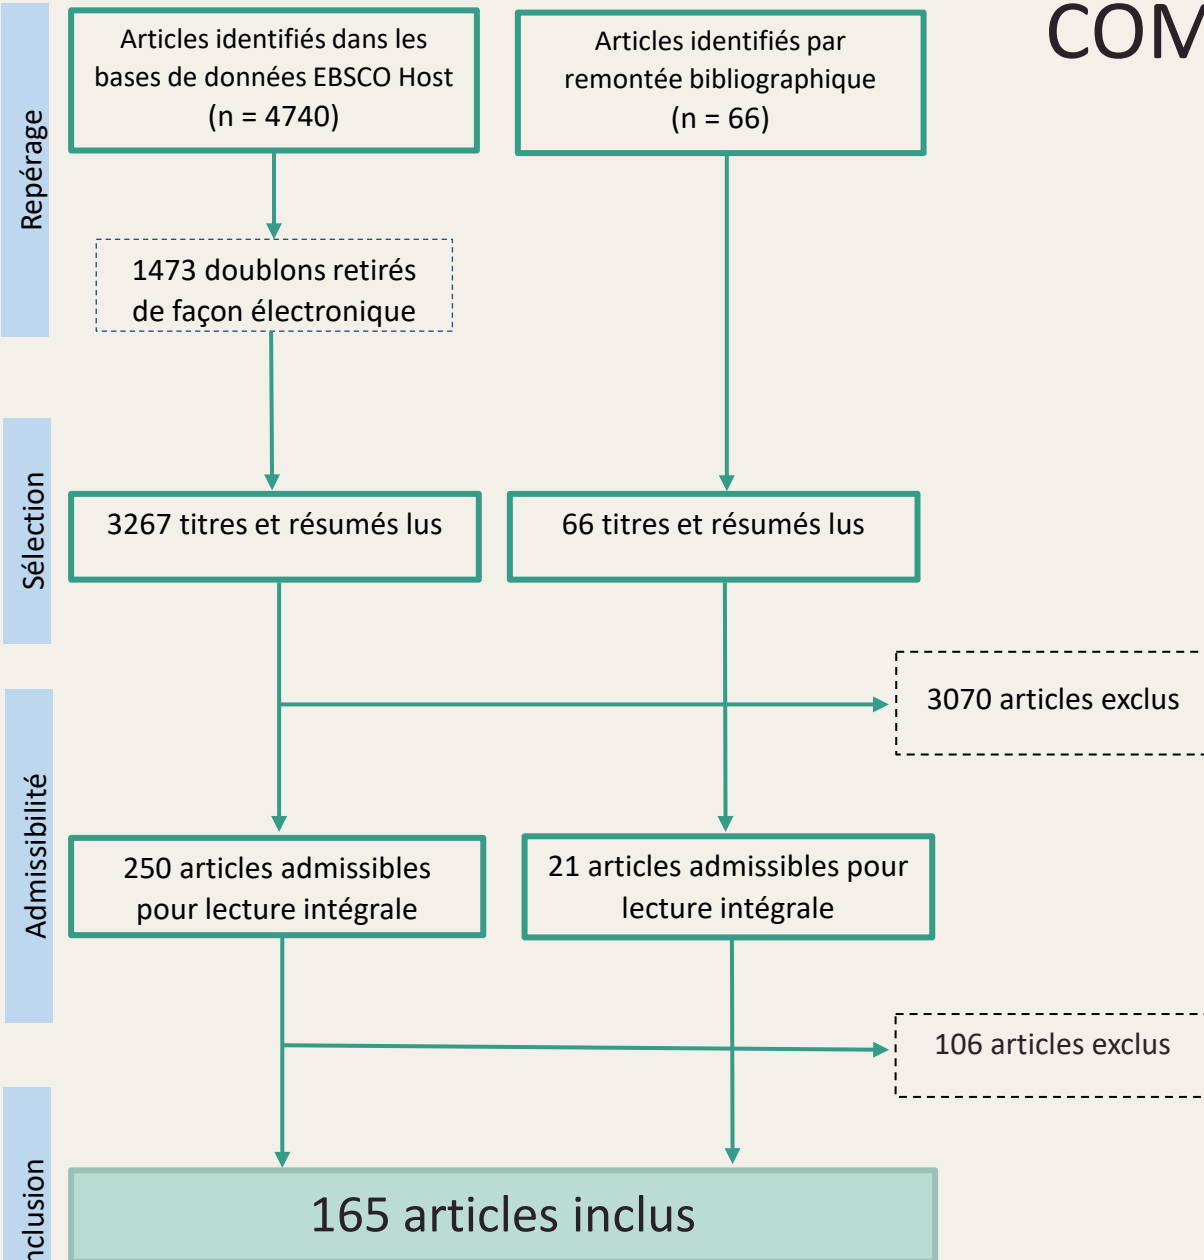 COM
Repérage
Articles identifiés dans les
bases de données EBSCO Host
(n = 4740)
Articles identifiés par
remontée bibliographique
(n = 66)
1473 doublons retirés
de façon électronique
Sélection
3267 titres et résumés lus
66 titres et résumés lus
3070 articles exclus
Admissibilité
250 articles admissibles
pour lecture intégrale
21 articles admissibles pour
lecture intégrale
106 articles exclus
nclusion
165 articles inclus